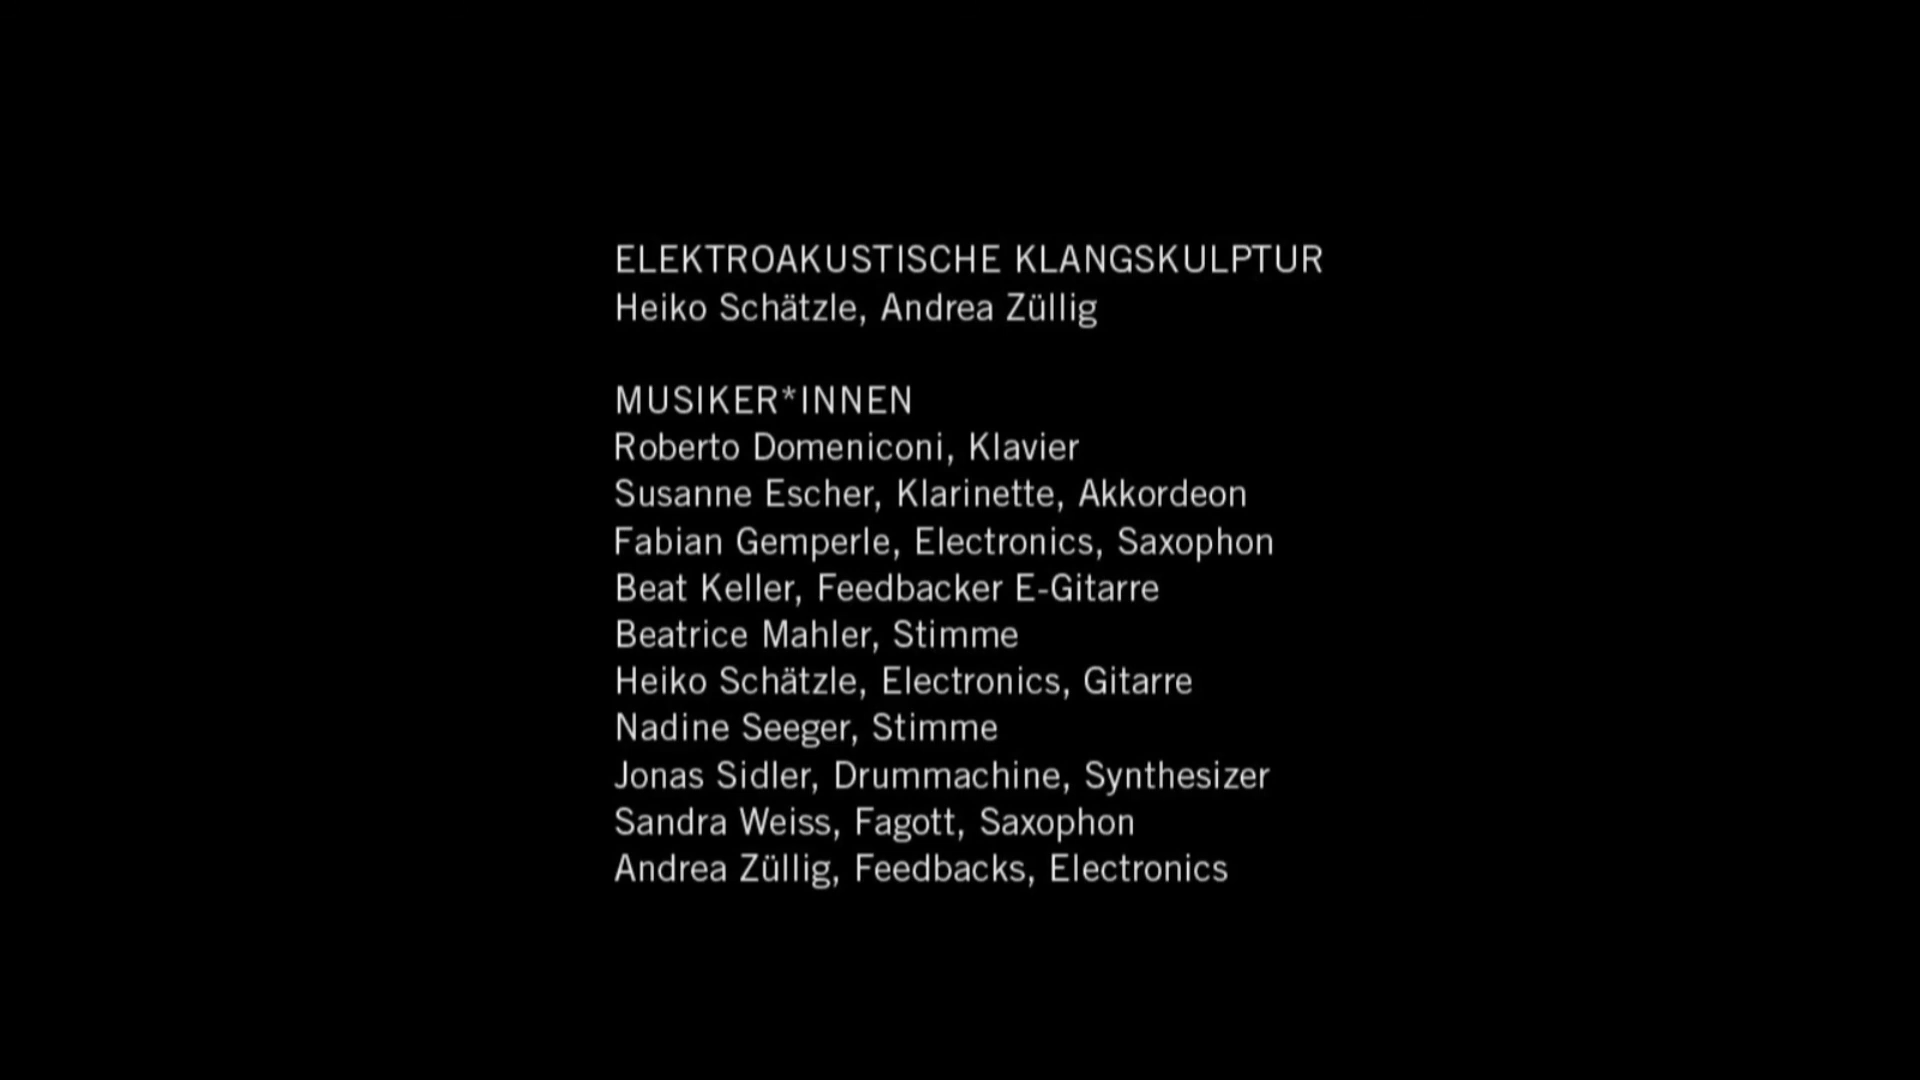 ELEKTROAKUSTISCHE KLANGSKULPTUR
Heiko Schätzle, Andrea Züllig
MUSIKER*INNEN
Roberto Domeniconi, Klavier
Susanne Escher, Klarinette, Akkordeon
Fabian Gemperle, Electronics, Saxophon
Beat Keller, Feedbacker E-Gitarre
Beatrice Mahler, Stimme
Heiko Schätzle, Electronics, Gitarre
Nadine Seeger, Stimme
Jonas Sidler, Drummachine, Synthesizer
Sandra Weiss, Fagott, Saxophon
Andrea Züllig, Feedbacks, Electronics